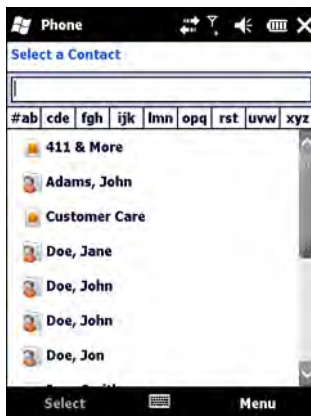 Phone
Select a Contact
#ab cde fgh ijk lmn opq rst uvw xyz
411 & More
Adams, John
Customer Care
Doe, Jane
Doe, John
Doe, John
Doe, Jon
Select Menu